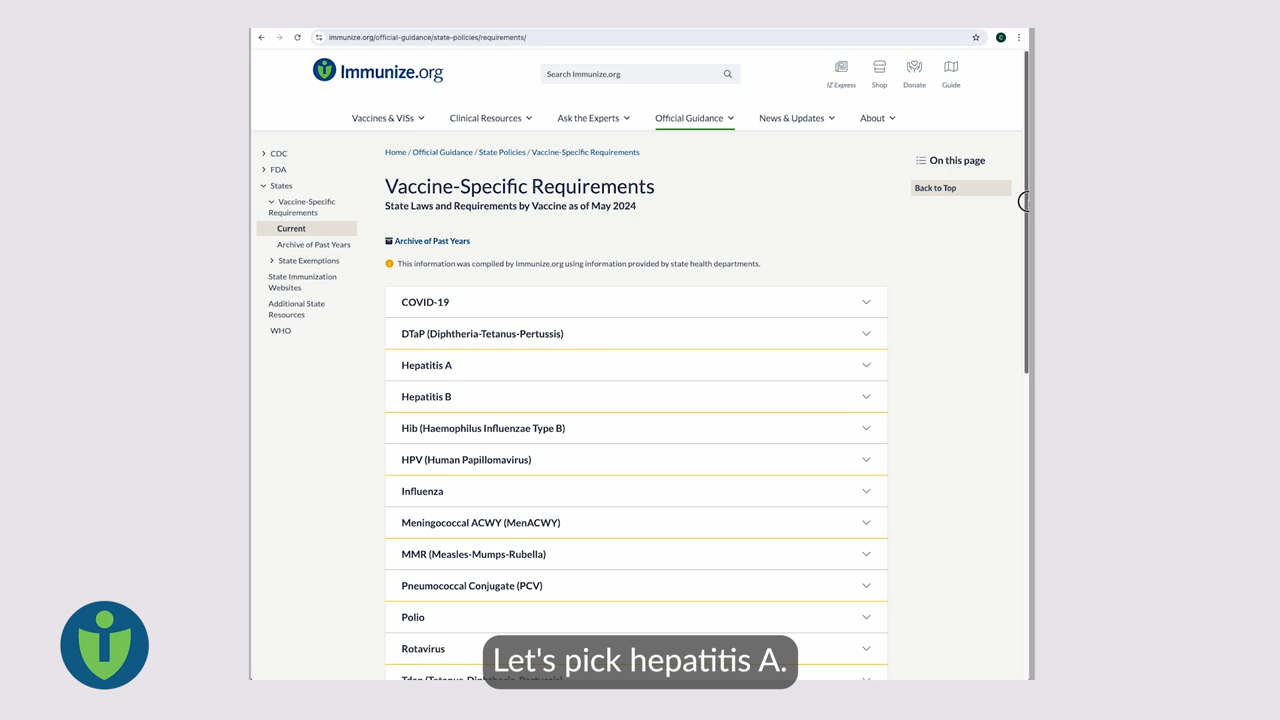 immunize.org/official-guidance/state-policies/requirements/
C
Immunize.org
Search Immunize.org
IZ Express
Shop
Donate
Guide
Vaccines & VISs
Clinical Resources
Ask the Experts
Official Guidance
News & Updates
About
CDC
FDA
States
Vaccine-Specific
Requirements
Current
Archive of Past Years
State Exemptions
State Immunization
Websites
Additional State
Resources
WHO
Home / Official Guidance / State Policies / Vaccine-Specific Requirements
Vaccine-Specific Requirements
State Laws and Requirements by Vaccine as of May 2024
Archive of Past Years
This information was compiled by Immunize.org using information provided by state health departments.
COVID-19
DTaP (Diphtheria-Tetanus-Pertussis)
Hepatitis A
Hepatitis B
Hib (Haemophilus Influenzae Type B)
HPV (Human Papillomavirus)
Influenza
Meningococcal ACWY (MenACWY)
MMR (Measles-Mumps-Rubella)
Pneumococcal Conjugate (PCV)
Polio
Rotavirus
Tdap (Tetanus-Diphtheria-Pertussis)
On this page
Back to Top
Let's pick hepatitis A.